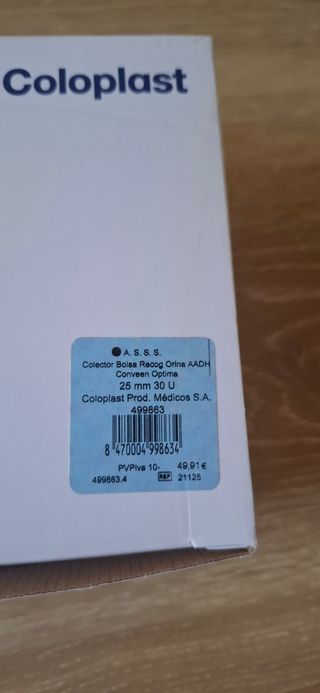 Coloplast
A. S. S. S.
Colector Bolsa Recog Orina AADH
Conveen Optima
25 mm 30 U
Coloplast Prod. Médicos S.A.
499863
8 470004 998634
PVPiva 10- 49,91 €
499863.4 REF 21125